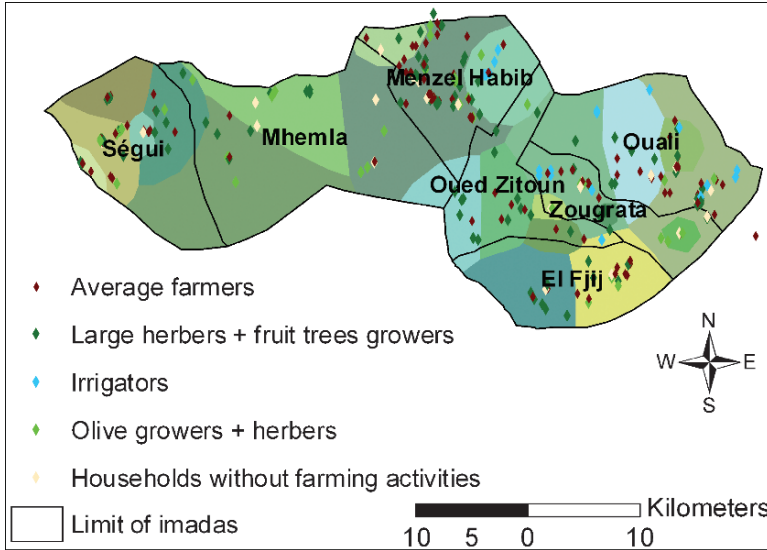 Menzel Habib
Ségui
Mhemla
Ouali
Oued Zitoun
Zougrata
El Fjij
Average farmers
Large herbers + fruit trees growers
Irrigators
Olive growers + herbers
Households without farming activities
Limit of imadas
N
W E
S
Kilometers
10 5 0 10